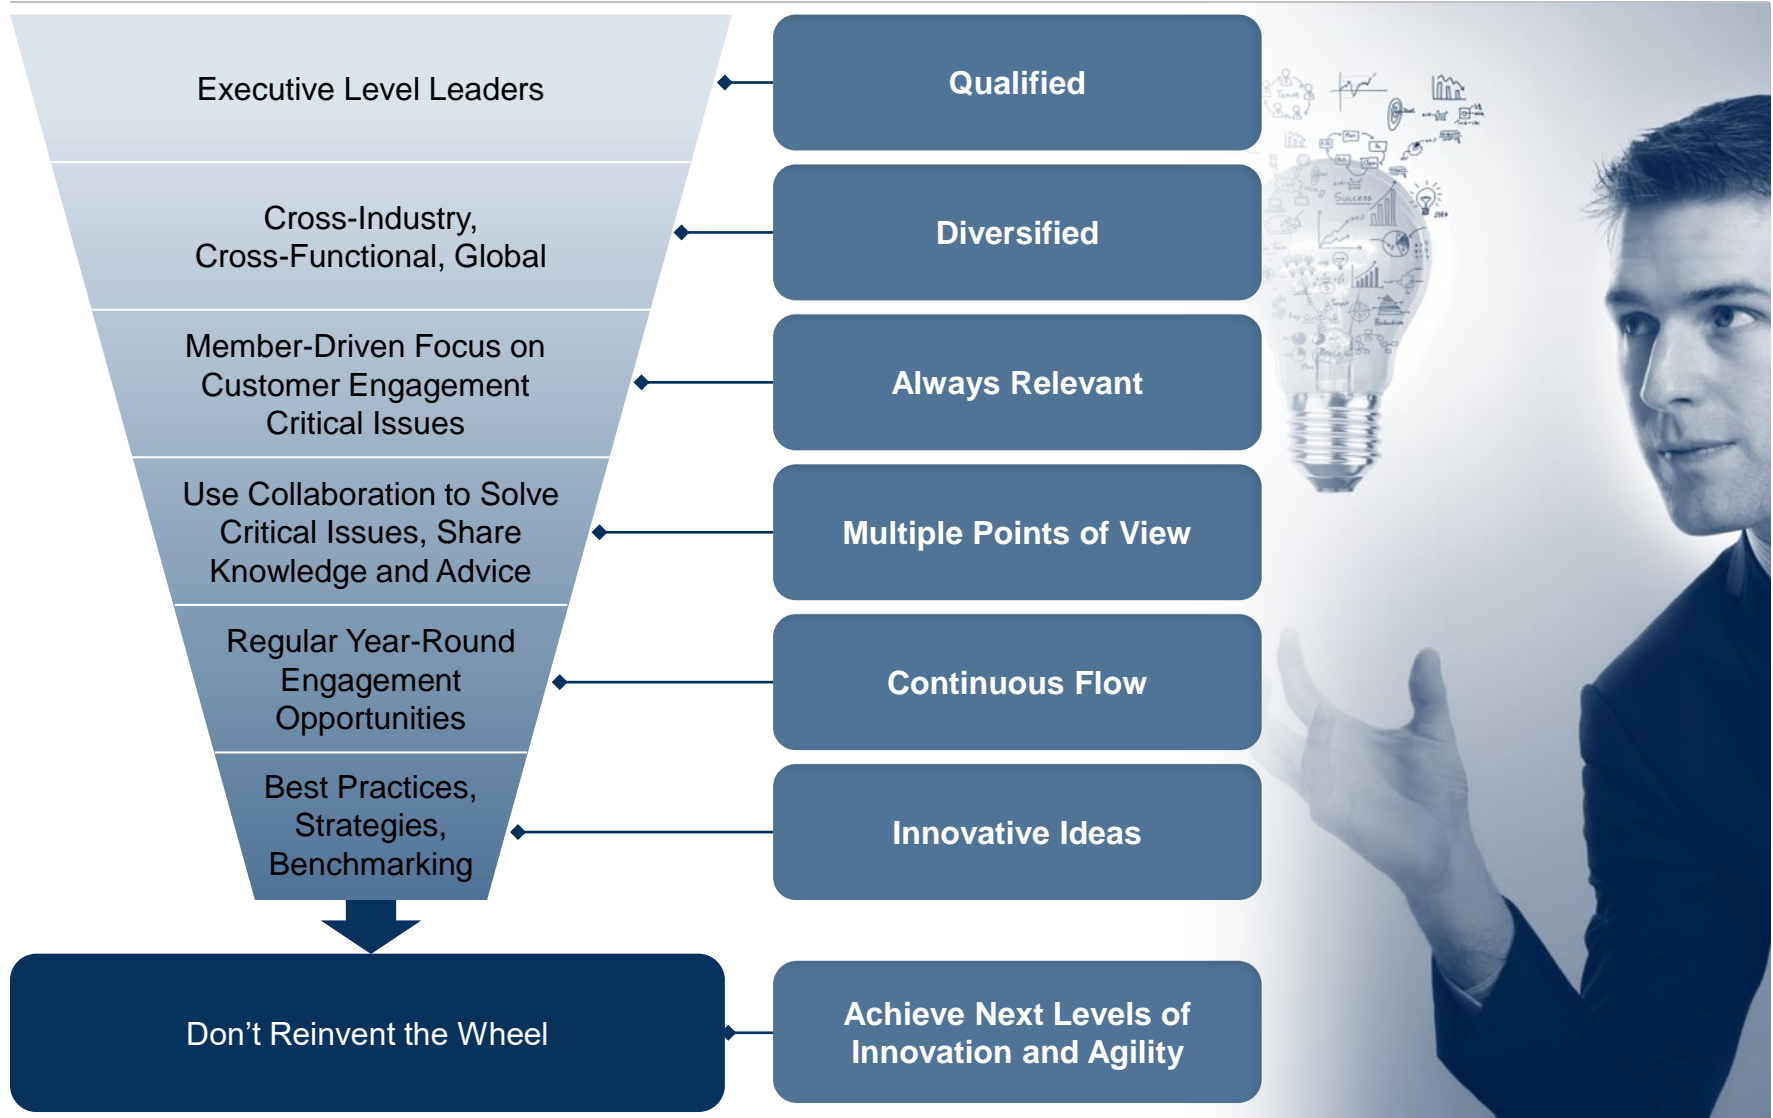 Executive Level Leaders
Qualified
Cross-Industry,
Cross-Functional, Global
Diversified
Member-Driven Focus on
Customer Engagement
Critical Issues
Always Relevant
Use Collaboration to Solve
Critical Issues, Share
Knowledge and Advice
Multiple Points of View
Regular Year-Round
Engagement
Opportunities
Continuous Flow
Best Practices,
Strategies,
Benchmarking
Innovative Ideas
Don’t Reinvent the Wheel
Achieve Next Levels of
Innovation and Agility
Team
Success
Production